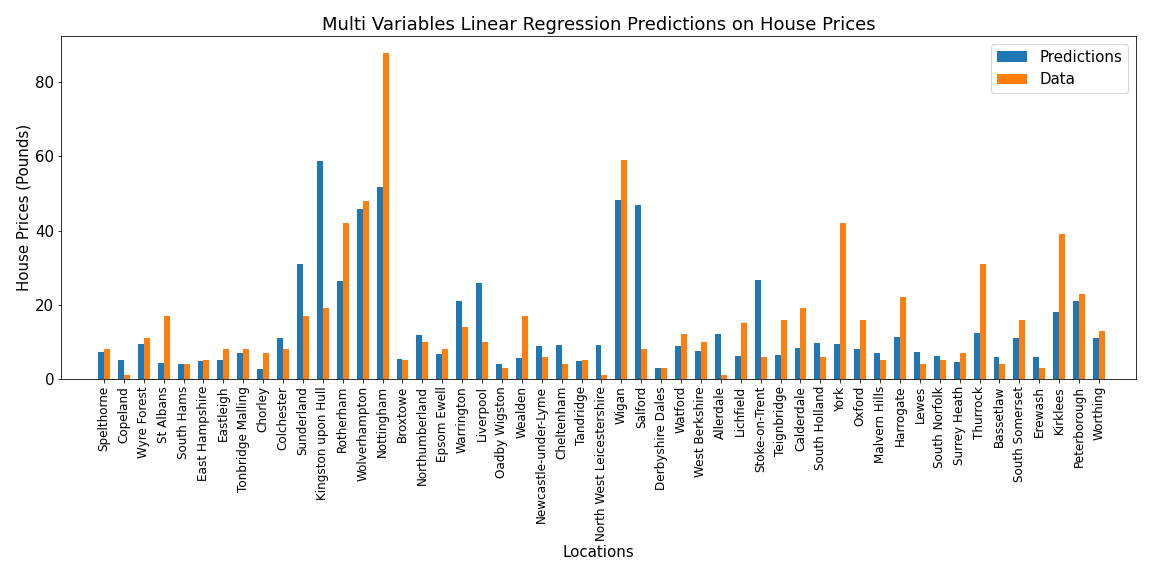 Multi Variables Linear Regression Predictions on House Prices
Predictions
Data
House Prices (Pounds)
80
60
40
20
0
Spelthorne
Copeland
Wyre Forest
St Albans
South Hams
East Hampshire
Eastleigh
Tonbridge Malling
Chorley
Colchester
Sunderland
Kingston upon Hull
Rotherham
Wolverhampton
Nottingham
Broxtowe
Northumberland
Epsom Ewell
Warrington
Liverpool
Oadby Wigston
Wealden
Newcastle-under-Lyme
Cheltenham
Tandridge
North West Leicestershire
Wigan
Salford
Derbyshire Dales
Watford
West Berkshire
Allerdale
Lichfield
Stoke-on-Trent
Teignbridge
Calderdale
South Holland
York
Oxford
Malvern Hills
Harrogate
Lewes
South Norfolk
Surrey Heath
Thurrock
Bassetlaw
South Somerset
Erewash
Kirklees
Peterborough
Worthing
Locations